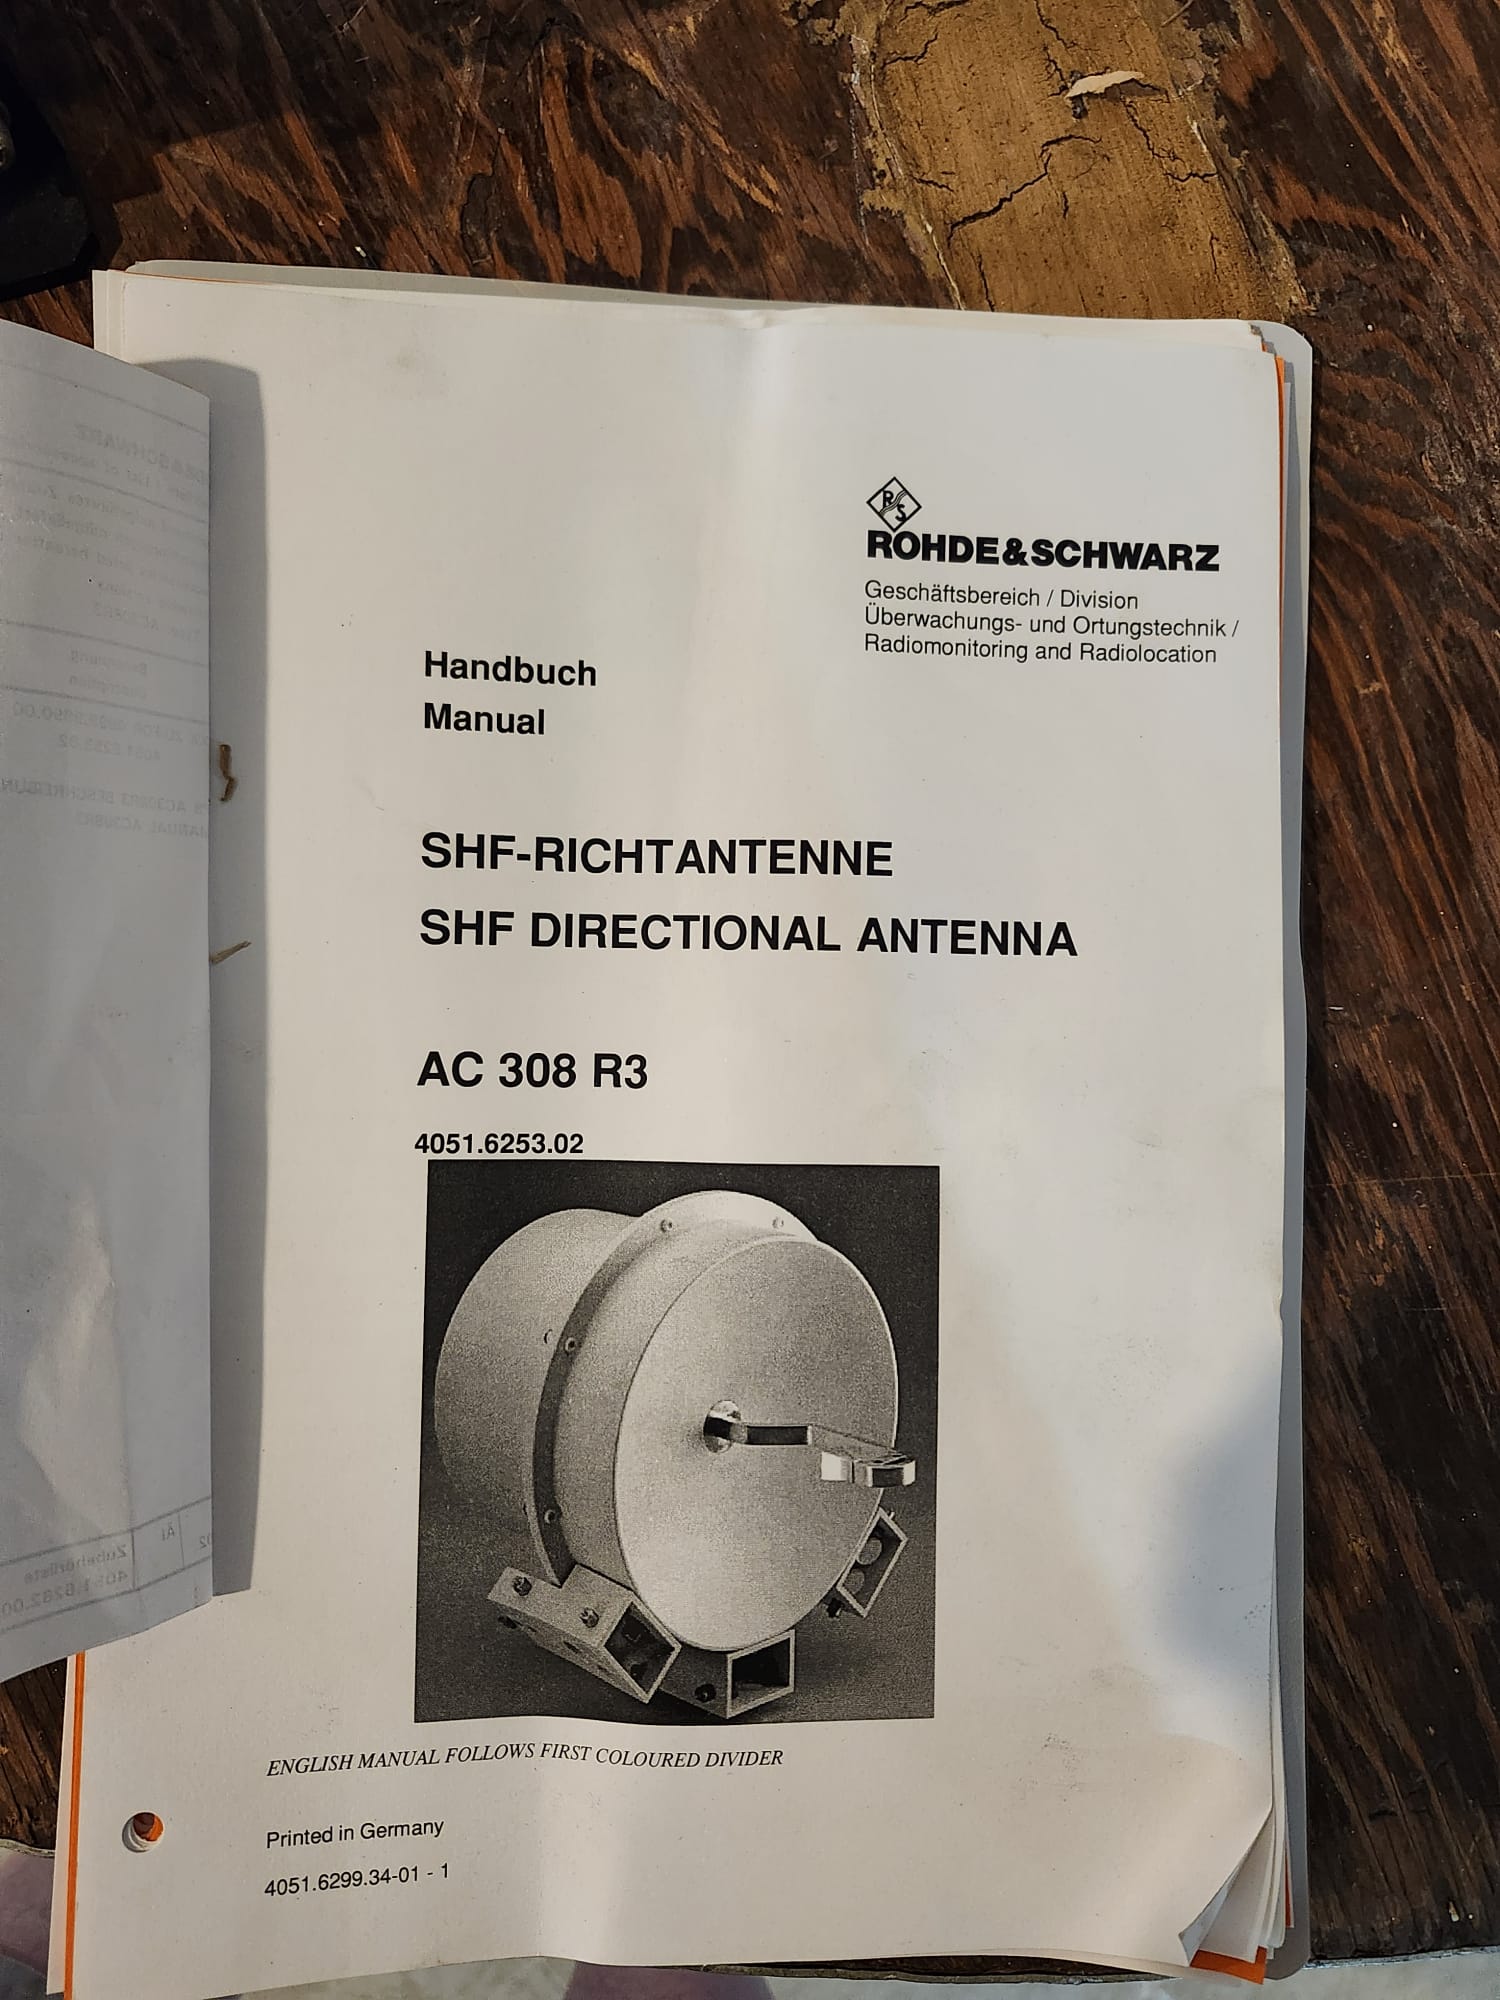 RS
ROHDE&SCHWARZ
Geschäftsbereich / Division
Überwachungs- und Ortungstechnik /
Radiomonitoring and Radiolocation
Handbuch
Manual
SHF-RICHTANTENNE
SHF DIRECTIONAL ANTENNA
AC 308 R3
4051.6253.02
ENGLISH MANUAL FOLLOWS FIRST COLOURED DIVIDER
Printed in Germany
4051.6299.34-01 - 1